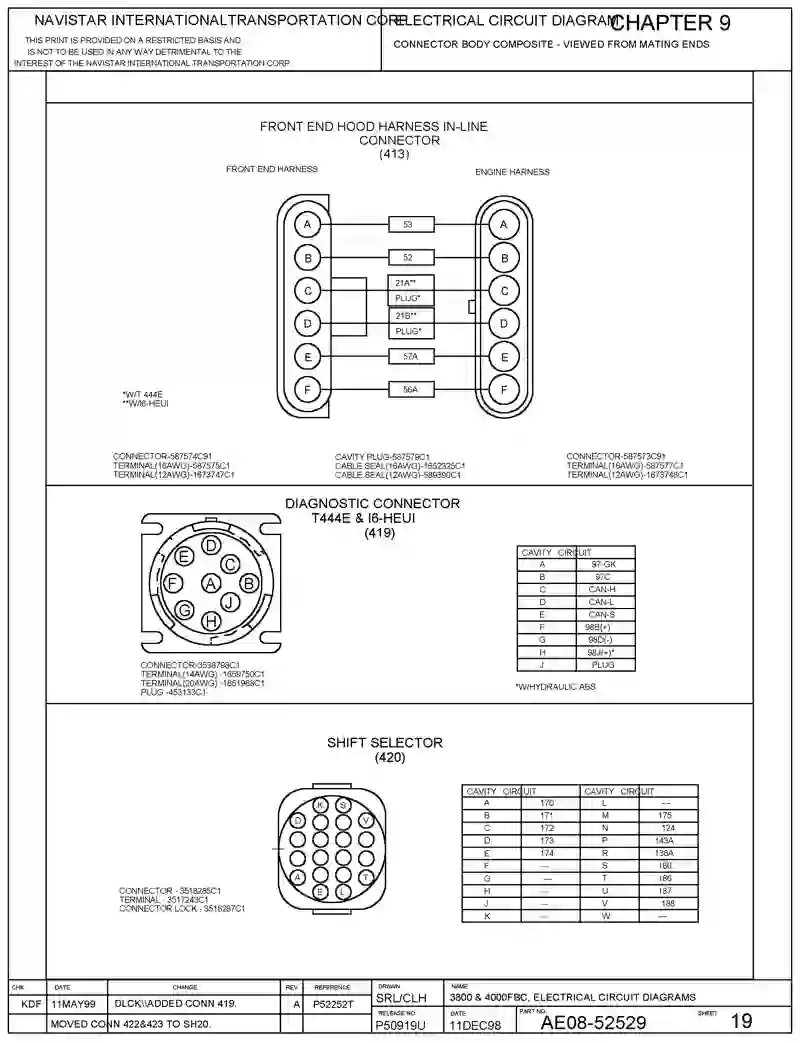 NAVISTAR INTERNATIONAL TRANSPORTATION CORP.
THIS PRINT IS PROVIDED ON A RESTRICTED BASIS AND
IS NOT TO BE USED IN ANY WAY DETRIMENTAL TO THE
INTEREST OF THE NAVISTAR INTERNATIONAL TRANSPORTATION CORP
ELECTRICAL CIRCUIT DIAGRAM
CHAPTER 9
CONNECTOR BODY COMPOSITE - VIEWED FROM MATING ENDS
FRONT END HOOD HARNESS IN-LINE
CONNECTOR
(413)
FRONT END HARNESS
ENGINE HARNESS
A 53 A
B 52 B
C 21A** PLUG* C
D 21B** PLUG* D
E 57A E
F 56A F
*W/T 444E
**W/I6-HEUI
CONNECTOR-587574C91
TERMINAL(16AWG)-587575C1
TERMINAL(12AWG)-1673747C1
CAVITY PLUG-587579C1
CABLE SEAL(16AWG)-1652325C1
CABLE SEAL(12AWG)-589390C1
CONNECTOR-587573C91
TERMINAL(16AWG)-587577C1
TERMINAL(12AWG)-1673748C1
DIAGNOSTIC CONNECTOR
T444E & I6-HEUI
(419)
D
E C
F A B
G J
H
CONNECTOR-3598798C1
TERMINAL(14AWG) -1659750C1
TERMINAL(20AWG) -1651968C1
PLUG -453133C1
CAVITY CIRCUIT
A 97-GK
B 97C
C CAN-H
D CAN-L
E CAN-S
F 98B(+)
G 98D(-)
H 98J(+)*
J PLUG
*W/HYDRAULIC ABS
SHIFT SELECTOR
(420)
K S
D V
A T
E L
CONNECTOR - 3518285C1
TERMINAL - 3517243C1
CONNECTOR LOCK - 3518287C1
CAVITY CIRCUIT CAVITY CIRCUIT
A 170 L ---
B 171 M 175
C 172 N 124
D 173 P 143A
E 174 R 136A
F --- S
G --- T 186
H --- U 187
J --- V 188
K --- W ---
CHK DATE CHANGE REV REFERENCE
KDF 11MAY99 DLCK\\ADDED CONN 419. A P52252T
MOVED CONN 422&423 TO SH20.
DRAWN
SRL/CLH
NAME
3800 & 4000FBC, ELECTRICAL CIRCUIT DIAGRAMS
RELEASE NO
P50919U
DATE
11DEC98
PART NO.
AE08-52529
SHEET
19